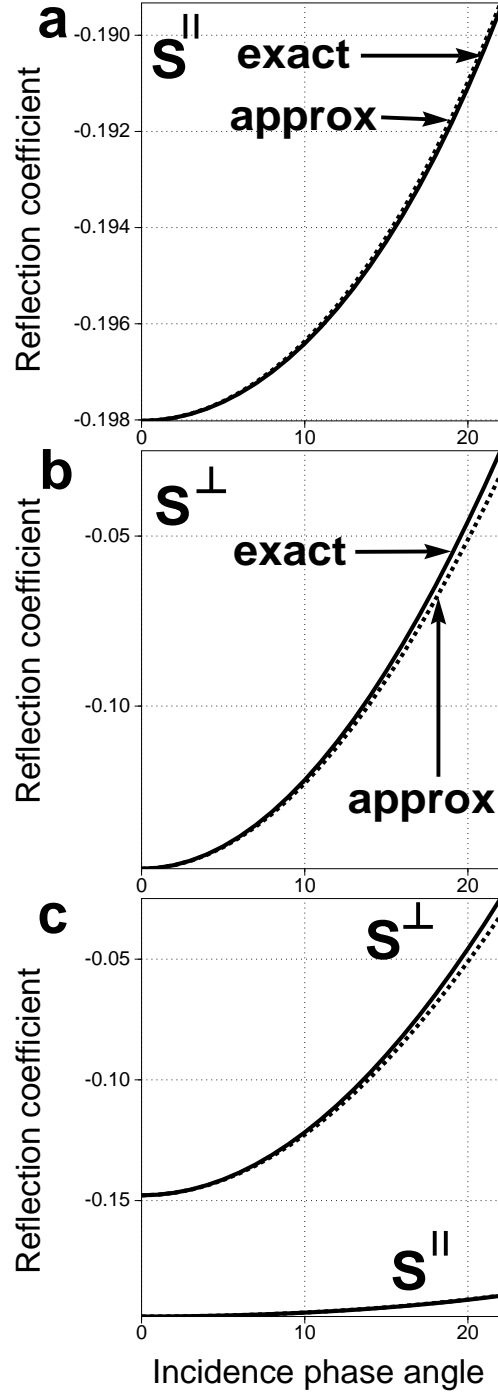 a
-0.190
S||
exact
-0.192
approx
-0.194
Reflection coefficient
-0.196
-0.198
0 10 20
b
S⊥
-0.05
exact
Reflection coefficient
-0.10
approx
0 10 20
c
S⊥
-0.05
Reflection coefficient
-0.10
-0.15
S||
0 10 20
Incidence phase angle